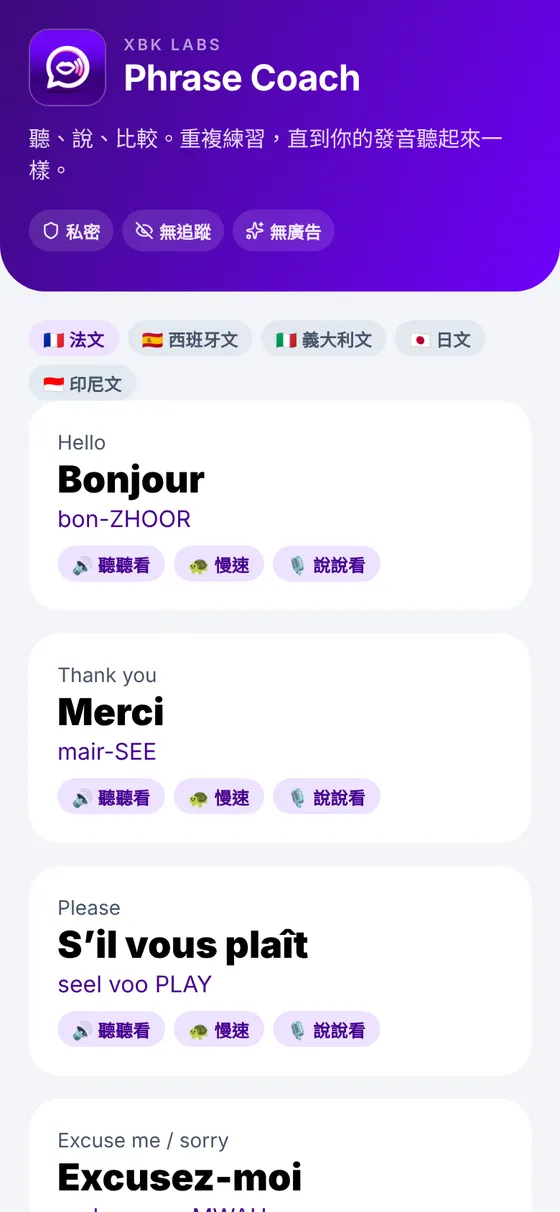 XBK LABS
Phrase Coach
聽、說、比較。重複練習，直到你的發音聽起來一
樣。
私密 無追蹤 無廣告
法文 西班牙文 義大利文 日文
印尼文
Hello
Bonjour
bon-ZHOOR
聽聽看 慢速 說說看
Thank you
Merci
mair-SEE
聽聽看 慢速 說說看
Please
S’il vous plaît
seel voo PLAY
聽聽看 慢速 說說看
Excuse me / sorry
Excusez-moi